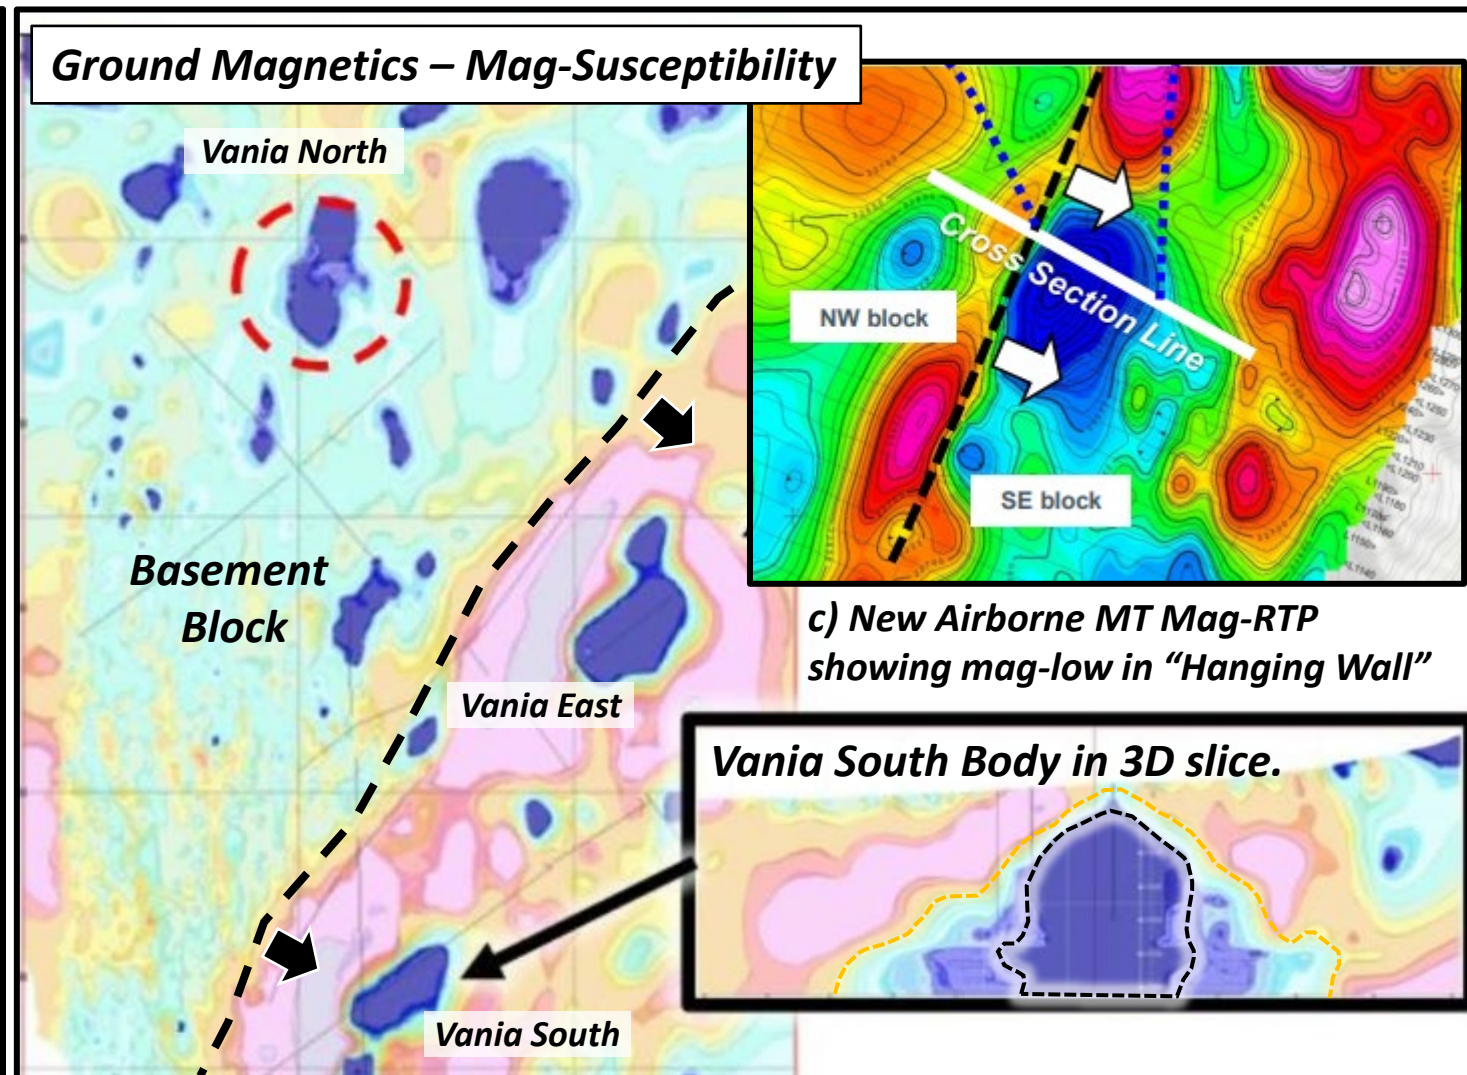 Ground Magnetics – Mag-Susceptibility
Vania North
Cross Section Line
NW block
SE block
Basement
Block
c) New Airborne MT Mag-RTP
showing mag-low in “Hanging Wall”
Vania East
Vania South Body in 3D slice.
Vania South